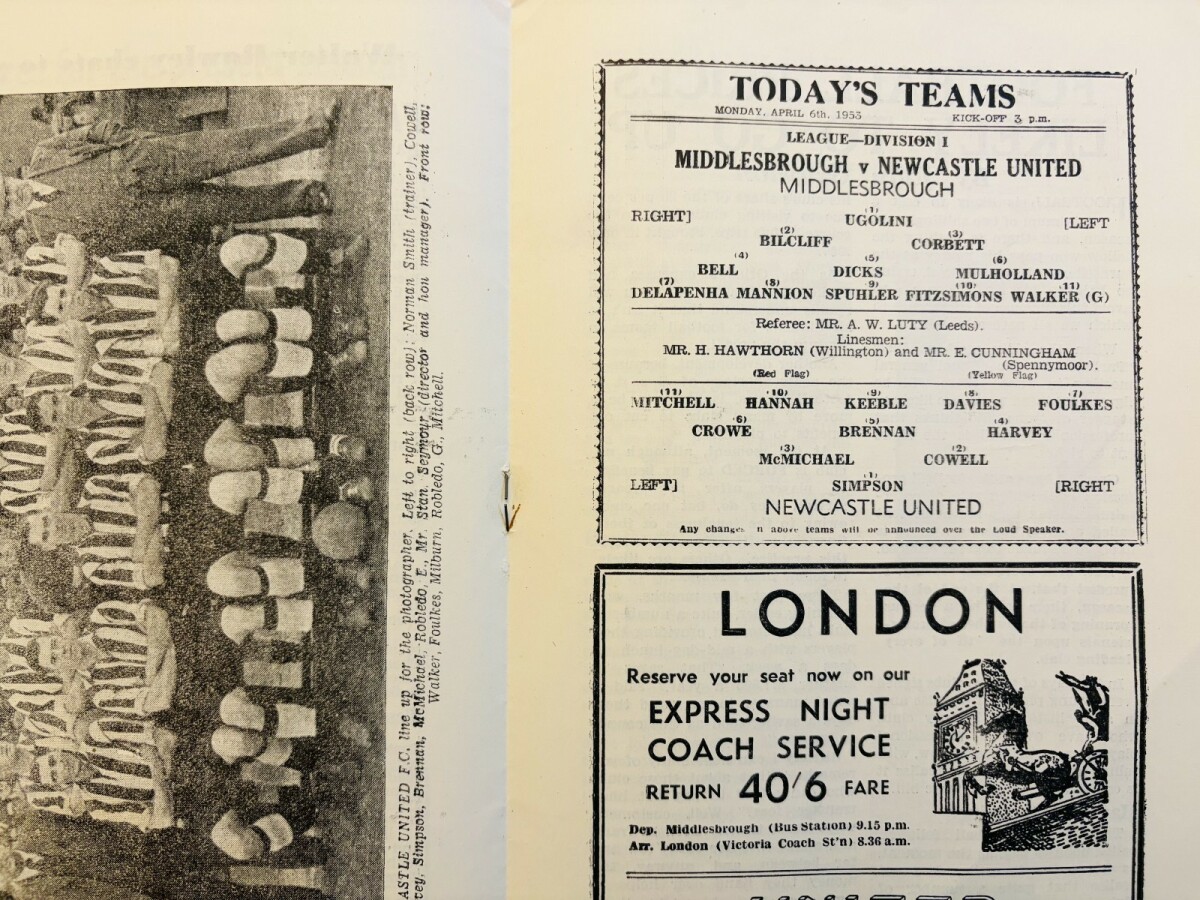 ASTLE UNITED F.C. line up for the photographer. Left to right (back row): Norman Smith (trainer), Cowell,
vey, Simpson, Brennan, McMichael, Robledo, E., Mr. Stan. Seymour (director and hon manager). Front row:
Walker, Foulkes, Milburn, Robledo, G., Mitchell.
TODAY'S TEAMS
MONDAY, APRIL 6th, 1953 KICK-OFF 3 p.m.
LEAGUE—DIVISION I
MIDDLESBROUGH v NEWCASTLE UNITED
MIDDLESBROUGH
RIGHT] (1) [LEFT
UGOLINI
(2) (3)
BILCLIFF CORBETT
(4) (5) (6)
BELL DICKS MULHOLLAND
(7) (8) (9) (10) (11)
DELAPENHA MANNION SPUHLER FITZSIMONS WALKER (G)
Referee: MR. A. W. LUTY (Leeds).
Linesmen:
MR. H. HAWTHORN (Willington) and MR. E. CUNNINGHAM
(Spennymoor).
(Red Flag) (Yellow Flag)
(11) (10) (9) (8) (7)
MITCHELL HANNAH KEEBLE DAVIES FOULKES
(6) (5) (4)
CROWE BRENNAN HARVEY
(3) (2)
McMICHAEL COWELL
(1)
LEFT] SIMPSON [RIGHT
NEWCASTLE UNITED
Any changes in above teams will be announced over the Loud Speaker.
LONDON
Reserve your seat now on our
EXPRESS NIGHT
COACH SERVICE
RETURN 40/6 FARE
Dep. Middlesbrough (Bus Station) 9.15 p.m.
Arr. London (Victoria Coach St'n) 8.36 a.m.
UNITED